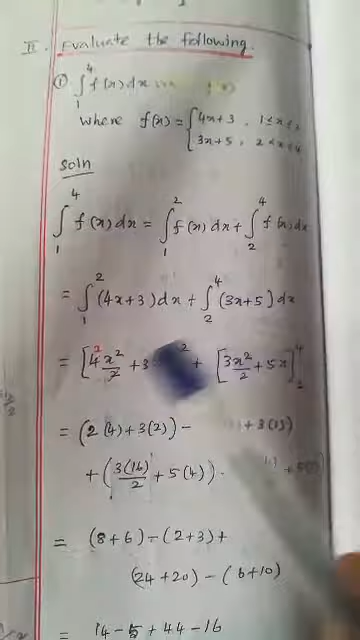 II. Evaluate the following.
① ∫₁⁴ f(x) dx
where f(x) = { 4x+3 , 1 ≤ x ≤
3x+5 , 2 < x ≤ 4
Soln
∫₁⁴ f(x) dx = ∫₁² f(x) dx + ∫₂⁴ f(x) dx
= ∫₁² (4x+3) dx + ∫₂⁴ (3x+5) dx
= [4x²/2 + 3 ² + [3x²/2 + 5x]₂⁴
= (2(4) + 3(2)) − + 3(1))
+ (3(16)/2 + 5(4)) −
= (8+6) − (2+3) +
(24+20) − (6+10)
= 14 − 5 + 44 − 16